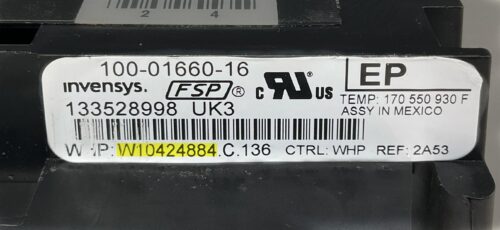 2 4
100-01660-16
invensys. FSP® c RU US
EP
133528998 UK3
TEMP: 170 550 930 F
ASSY IN MEXICO
WHP:W10424884.C.136 CTRL: WHP REF: 2A53